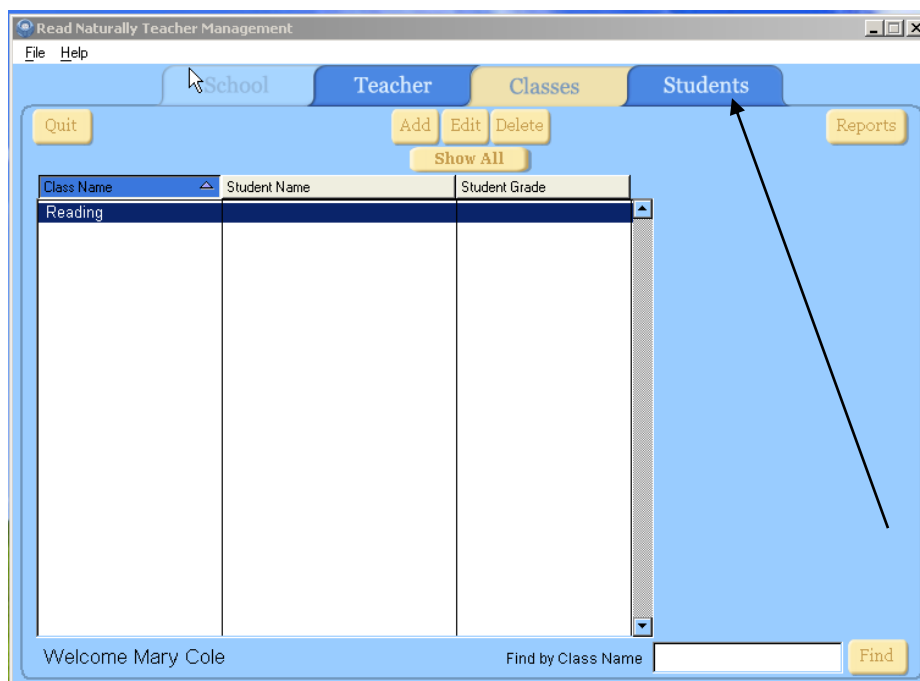 Read Naturally Teacher Management
File Help
School Teacher Classes Students
Quit Add Edit Delete Reports
Show All
Class Name Student Name Student Grade
Reading
Welcome Mary Cole Find by Class Name Find